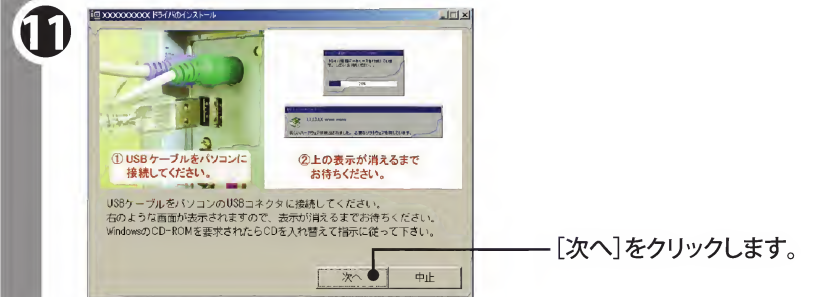 11
XXXXXXXXX ドライバのインストール
75%
① USBケーブルをパソコンに
接続してください。
②上の表示が消えるまで
お待ちください。
USBケーブルをパソコンのUSBコネクタに接続してください。
右のような画面が表示されますので、表示が消えるまでお待ちください。
WindowsのCD-ROMを要求されたらCDを入れ替えて指示に従って下さい。
次へ
中止
[次へ]をクリックします。